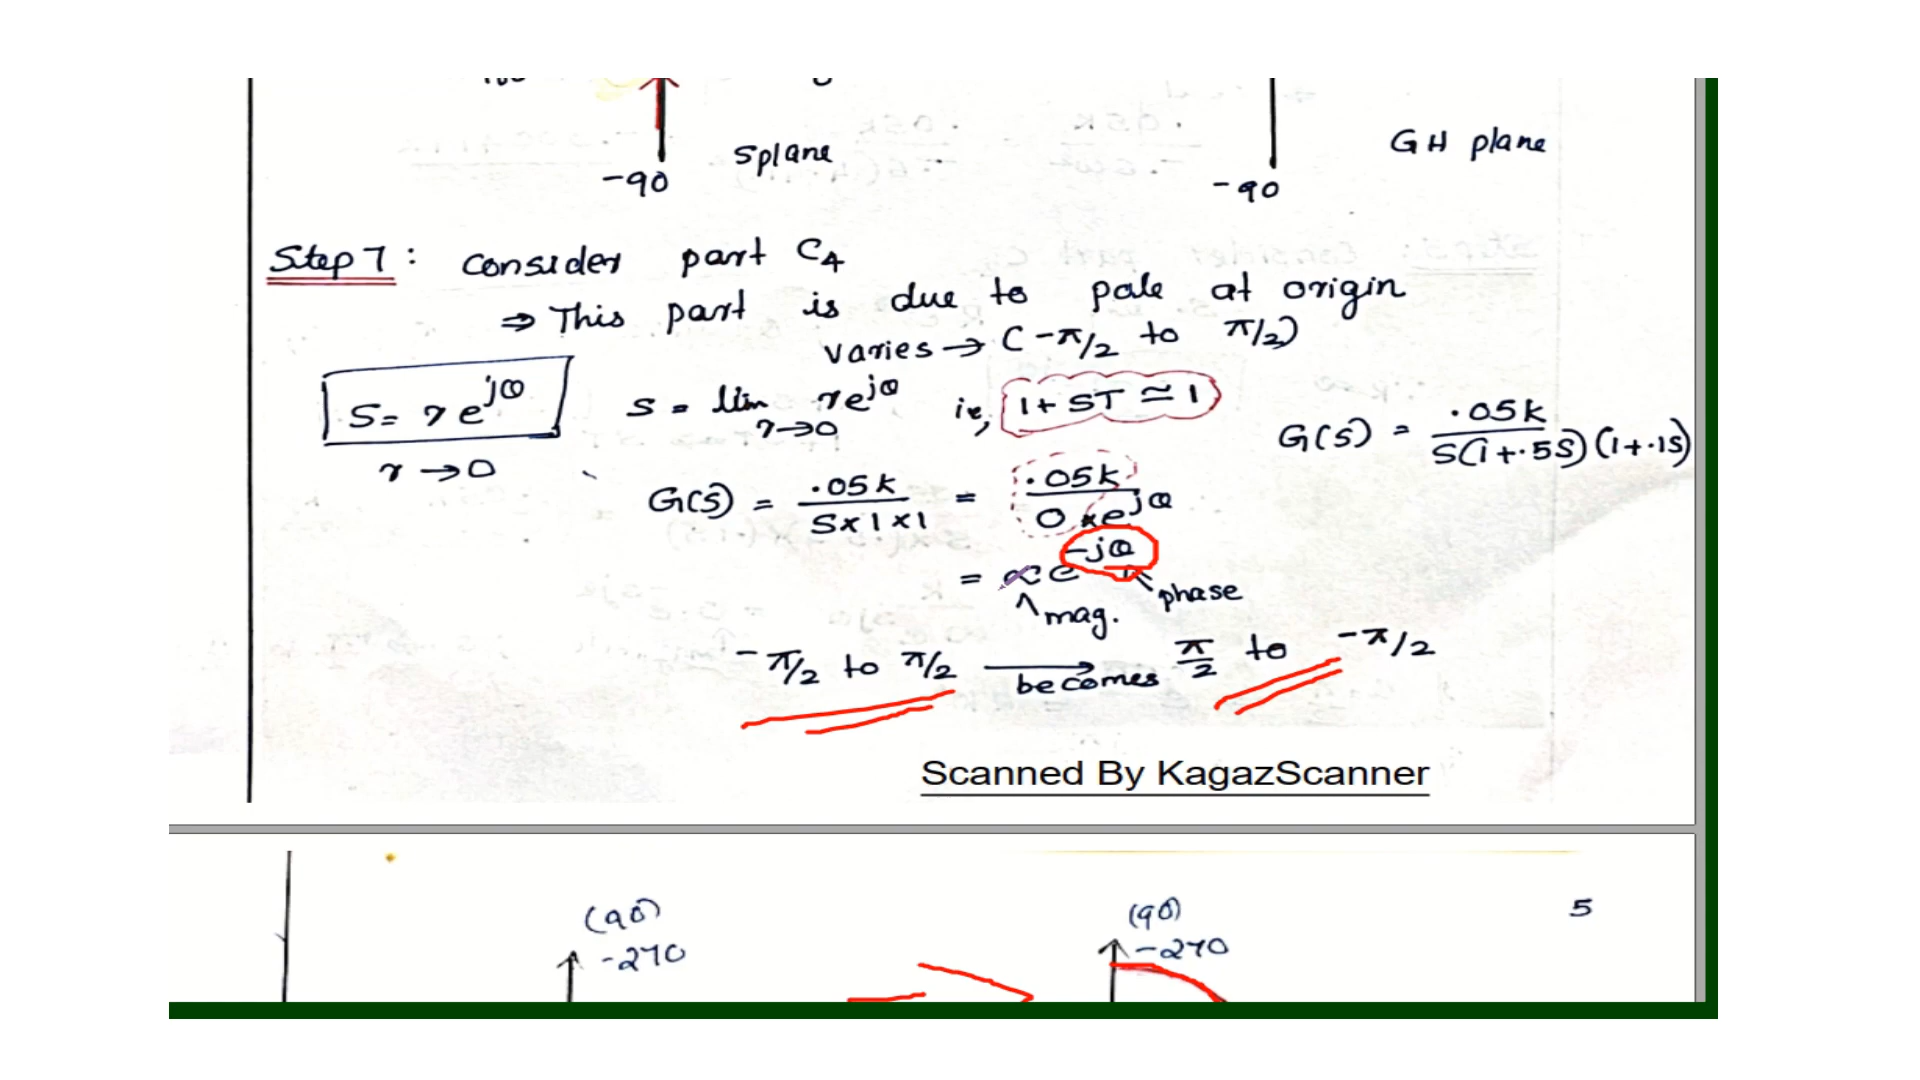 Splane
GH plane
-90
-90
Step 7 : Consider part C4
⇒ This part is due to pole at origin
varies → (-π/2 to π/2)
S = r e^jθ
r → 0
S = lim r→0 re^jθ ie, 1 + ST ≃ 1
G(S) = .05k / S(1+.5S)(1+.1S)
G(S) = .05k / S×1×1 = .05k / 0×e^jθ
= ∝ e^-jθ
phase
mag.
-π/2 to π/2 → becomes π/2 to -π/2
Scanned By KagazScanner
(90)
-270
(90)
-270
5